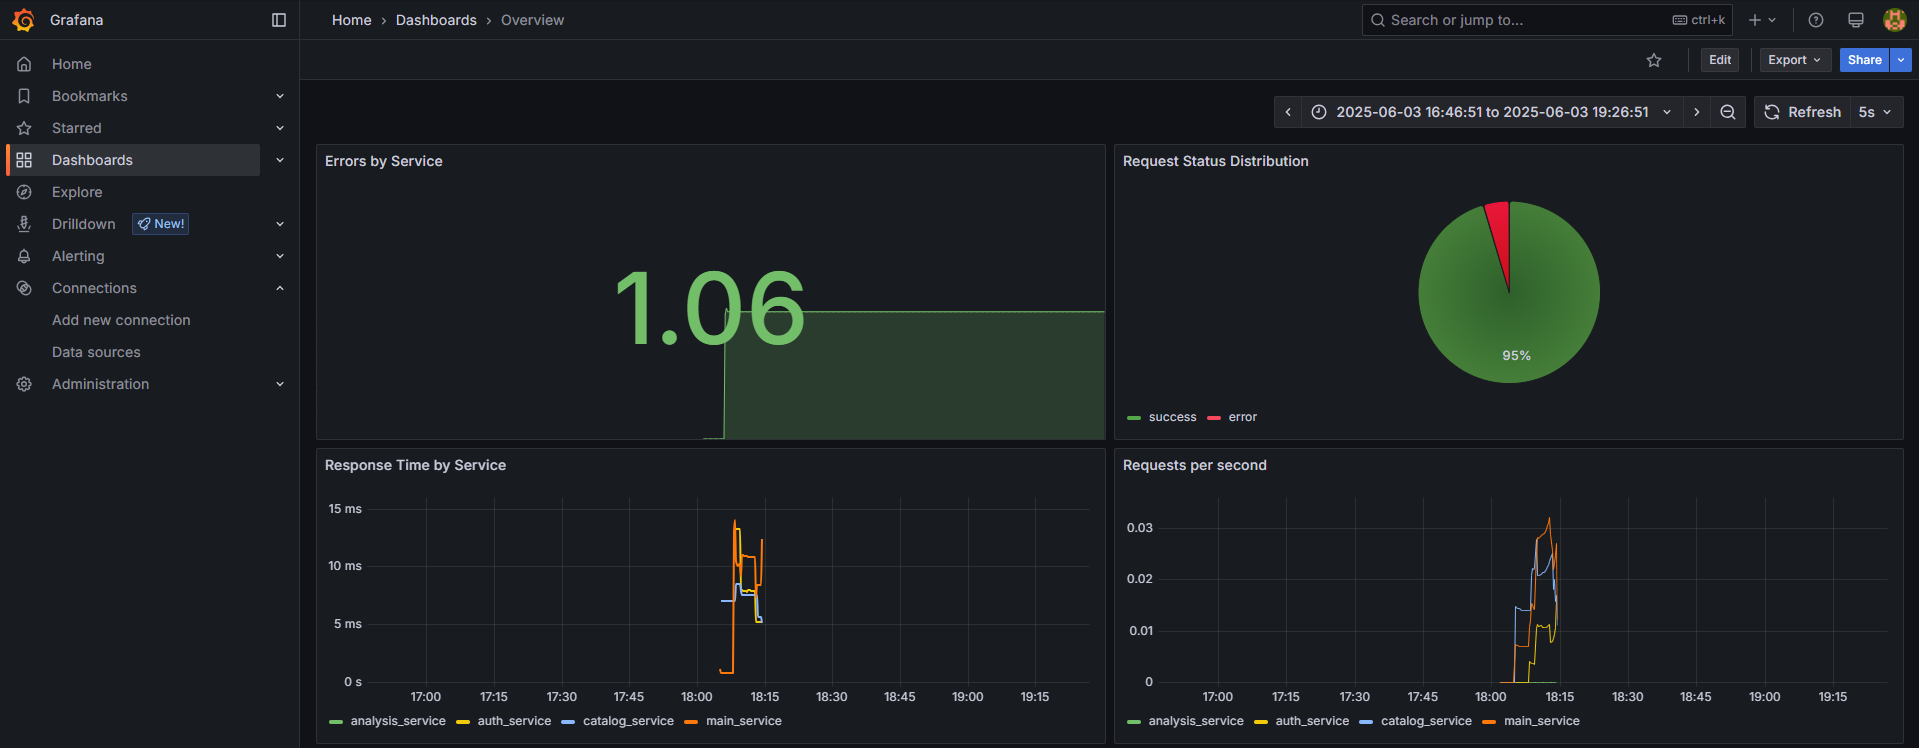 Grafana
Home › Dashboards › Overview
Search or jump to...
ctrl+k
Home
Bookmarks
Starred
Dashboards
Explore
Drilldown
New!
Alerting
Connections
Add new connection
Data sources
Administration
Edit
Export
Share
2025-06-03 16:46:51 to 2025-06-03 19:26:51
Refresh
5s
Errors by Service
1.06
Request Status Distribution
95%
success error
Response Time by Service
15 ms
10 ms
5 ms
0 s
17:00 17:15 17:30 17:45 18:00 18:15 18:30 18:45 19:00 19:15
analysis_service auth_service catalog_service main_service
Requests per second
0.03
0.02
0.01
0
17:00 17:15 17:30 17:45 18:00 18:15 18:30 18:45 19:00 19:15
analysis_service auth_service catalog_service main_service